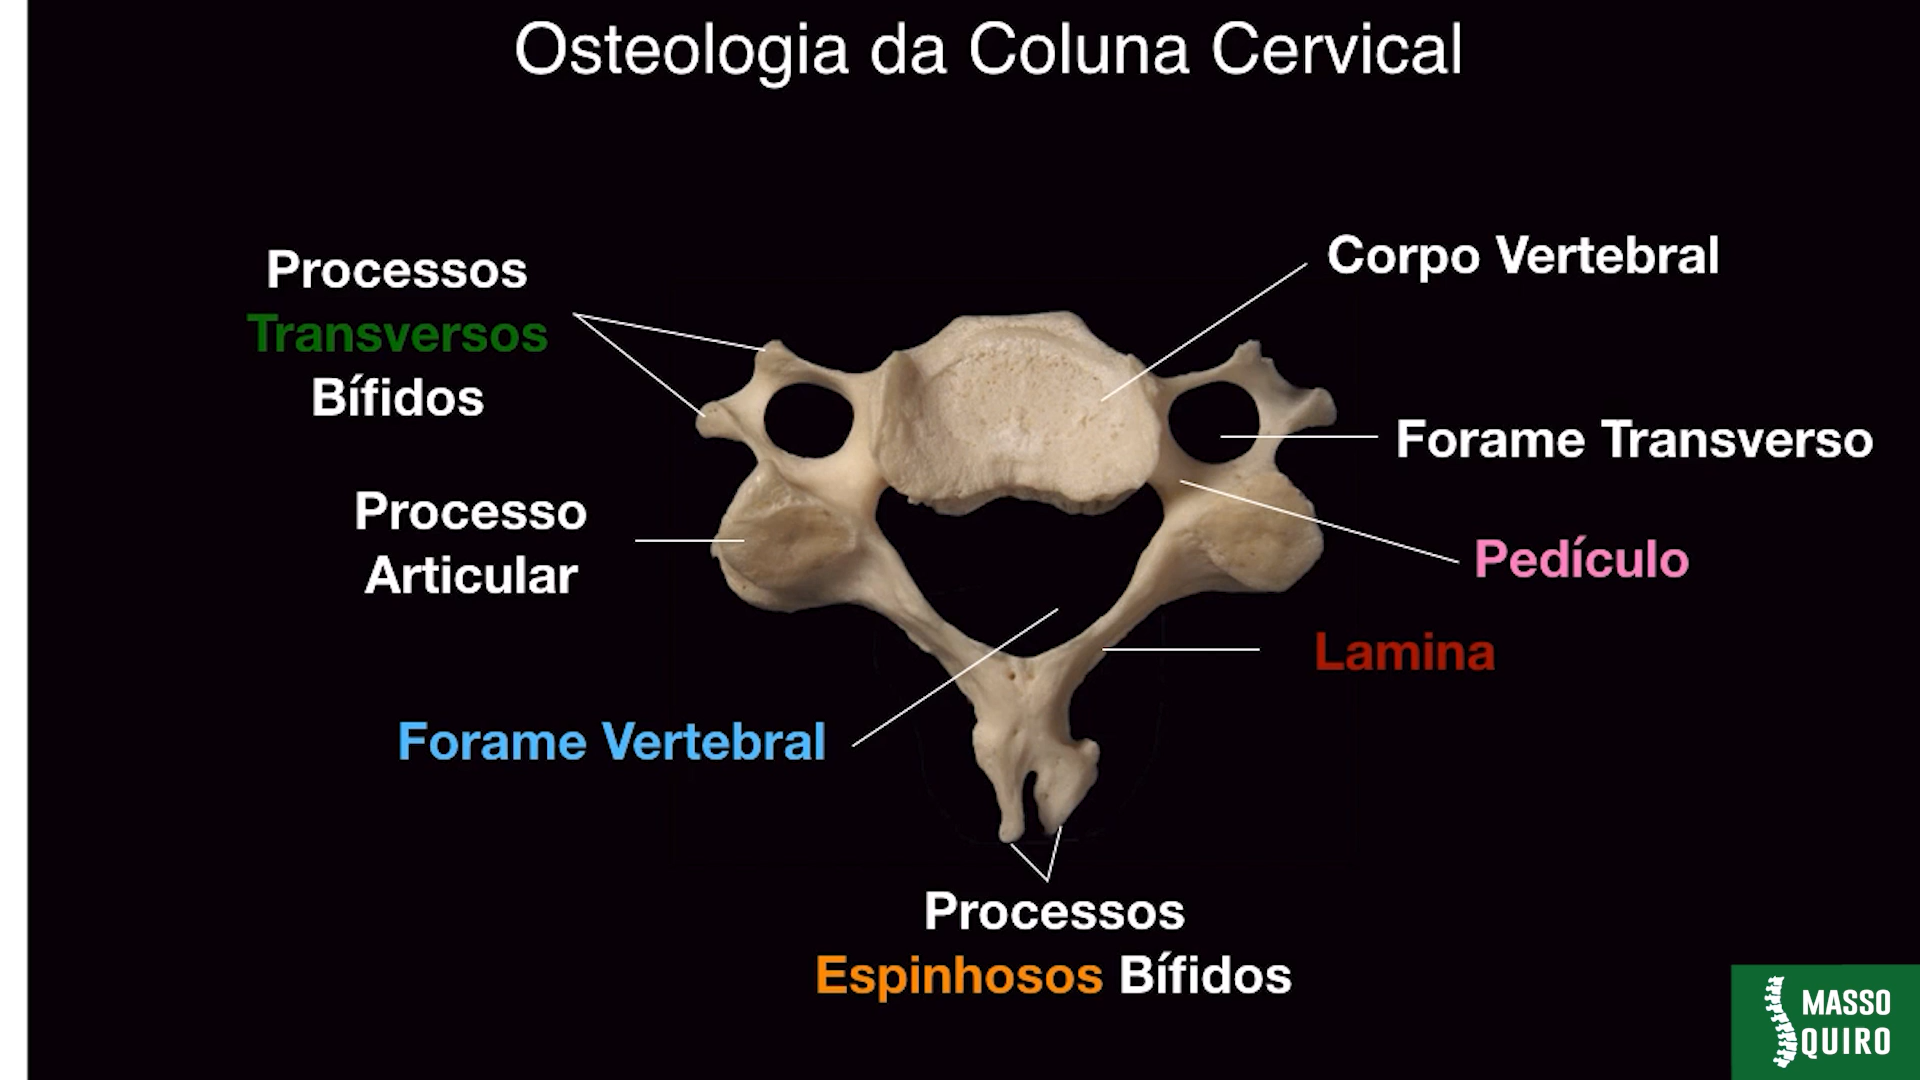 Osteologia da Coluna Cervical
Processos
Transversos
Bífidos
Corpo Vertebral
Forame Transverso
Processo
Articular
Pedículo
Lamina
Forame Vertebral
Processos
Espinhosos Bífidos
MASSO
QUIRO